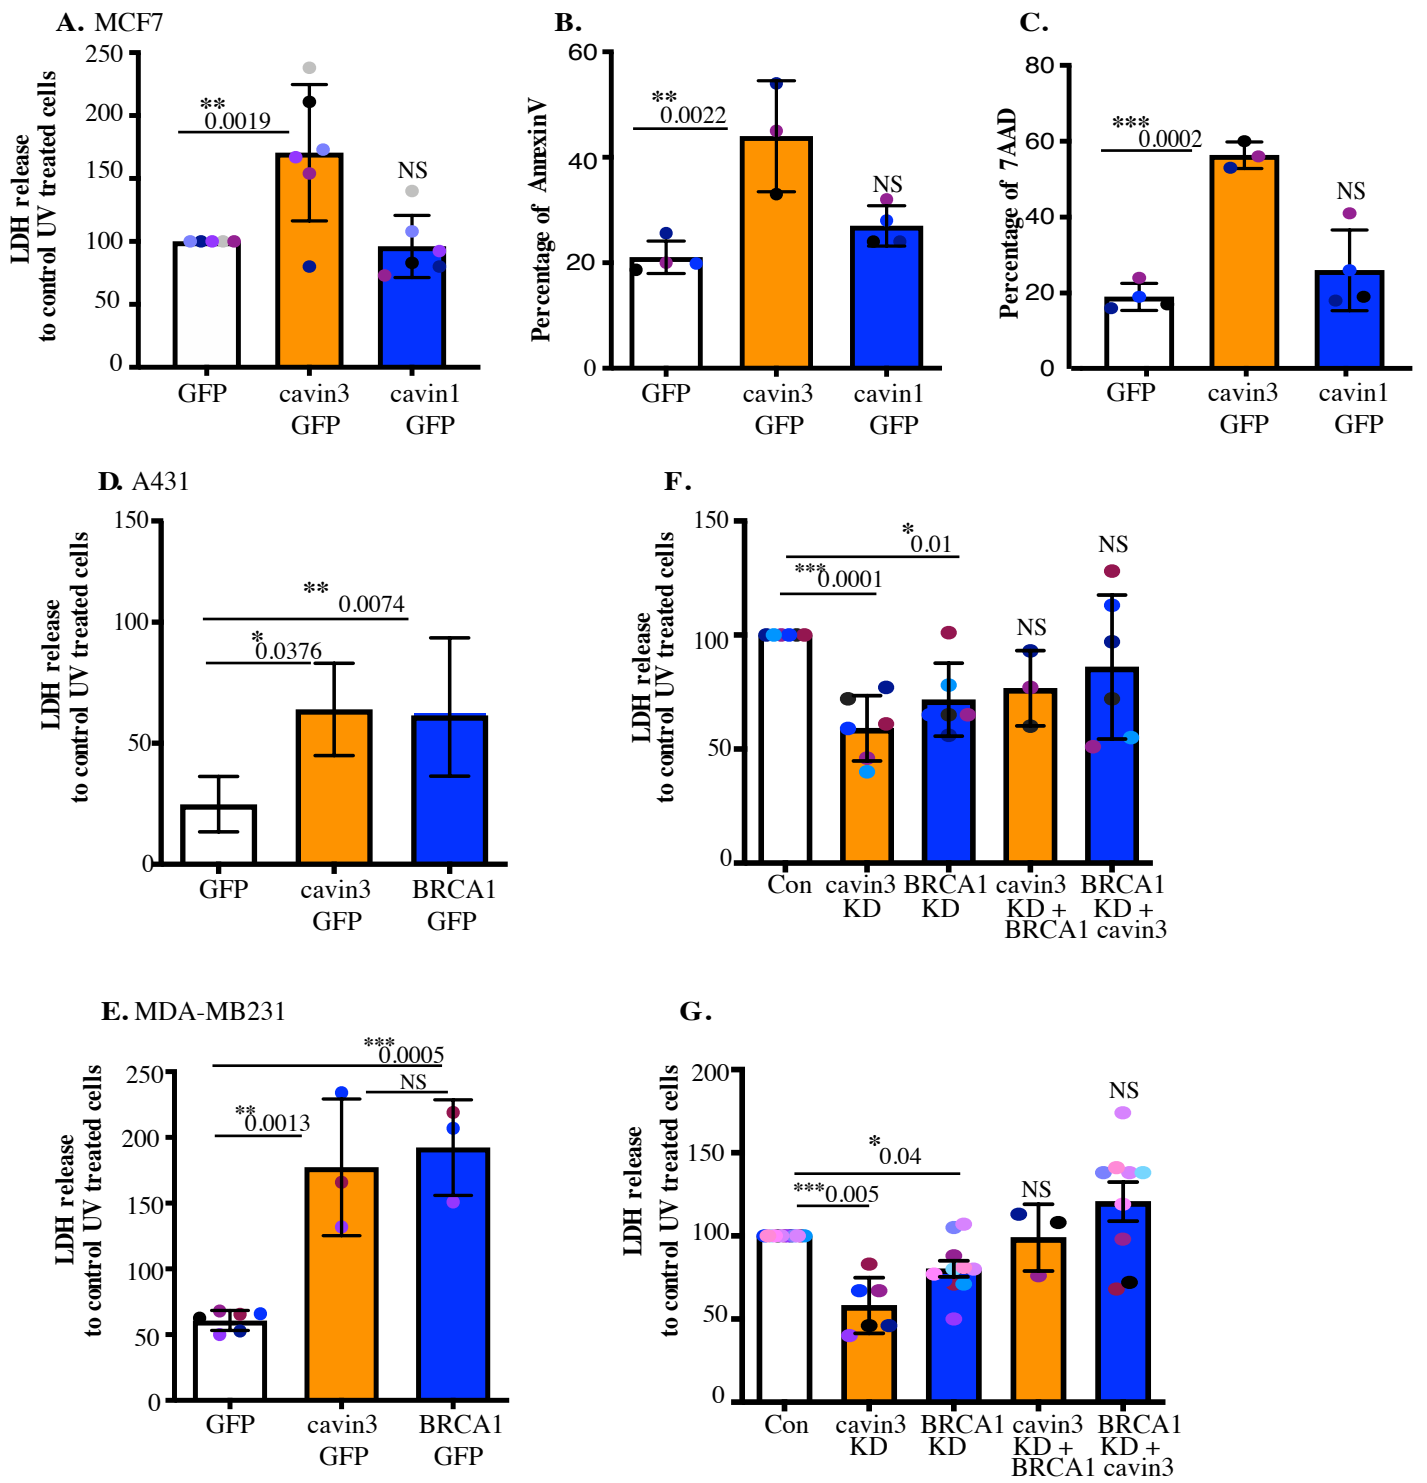 A. MCF7
LDH release
to control UV treated cells
250
200
150
100
50
0
**
0.0019
NS
GFP
cavin3
GFP
cavin1
GFP
B.
Percentage of AnnexinV
60
40
20
0
**
0.0022
NS
GFP
cavin3
GFP
cavin1
GFP
C.
Percentage of 7AAD
80
60
40
20
0
***
0.0002
NS
GFP
cavin3
GFP
cavin1
GFP
D. A431
LDH release
to control UV treated cells
150
100
50
0
**
0.0074
*
0.0376
GFP
cavin3
GFP
BRCA1
GFP
F.
LDH release
to control UV treated cells
150
100
50
0
*
0.01
***
0.0001
NS
NS
Con
cavin3
KD
BRCA1
KD
cavin3
KD +
BRCA1
BRCA1
KD +
cavin3
E. MDA-MB231
LDH release
to control UV treated cells
250
200
150
100
50
0
***
0.0005
NS
**
0.0013
GFP
cavin3
GFP
BRCA1
GFP
G.
LDH release
to control UV treated cells
200
150
100
50
0
*
0.04
***
0.005
NS
NS
Con
cavin3
KD
BRCA1
KD
cavin3
KD +
BRCA1
BRCA1
KD +
cavin3